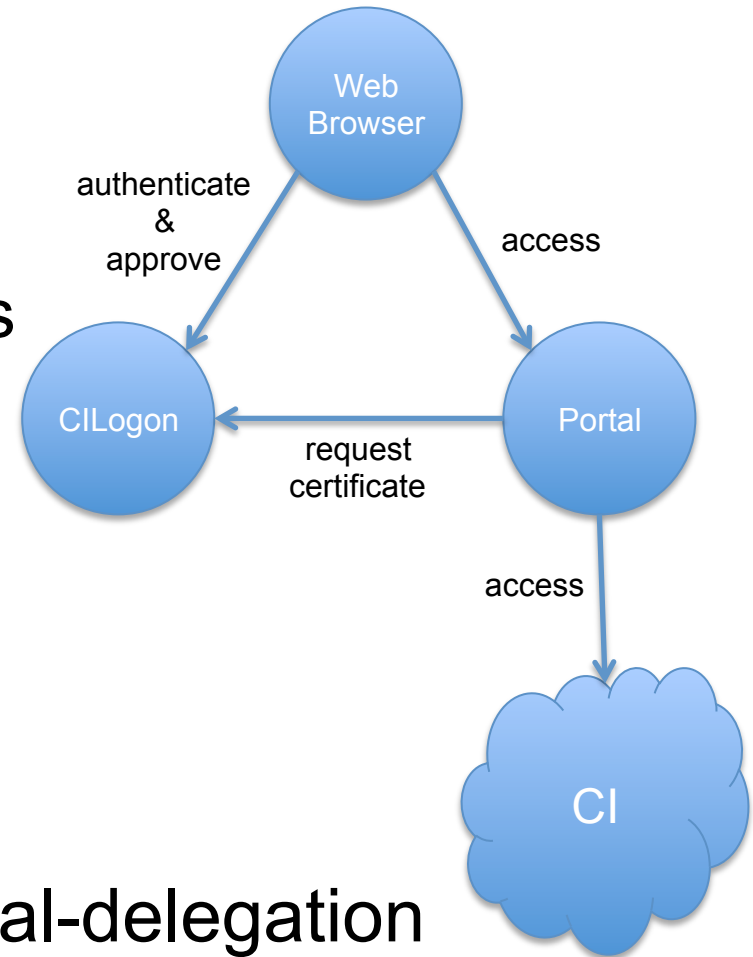 Web
Browser
authenticate
&
approve
access
s
CILogon
request
certificate
Portal
access
CI
al-delegation